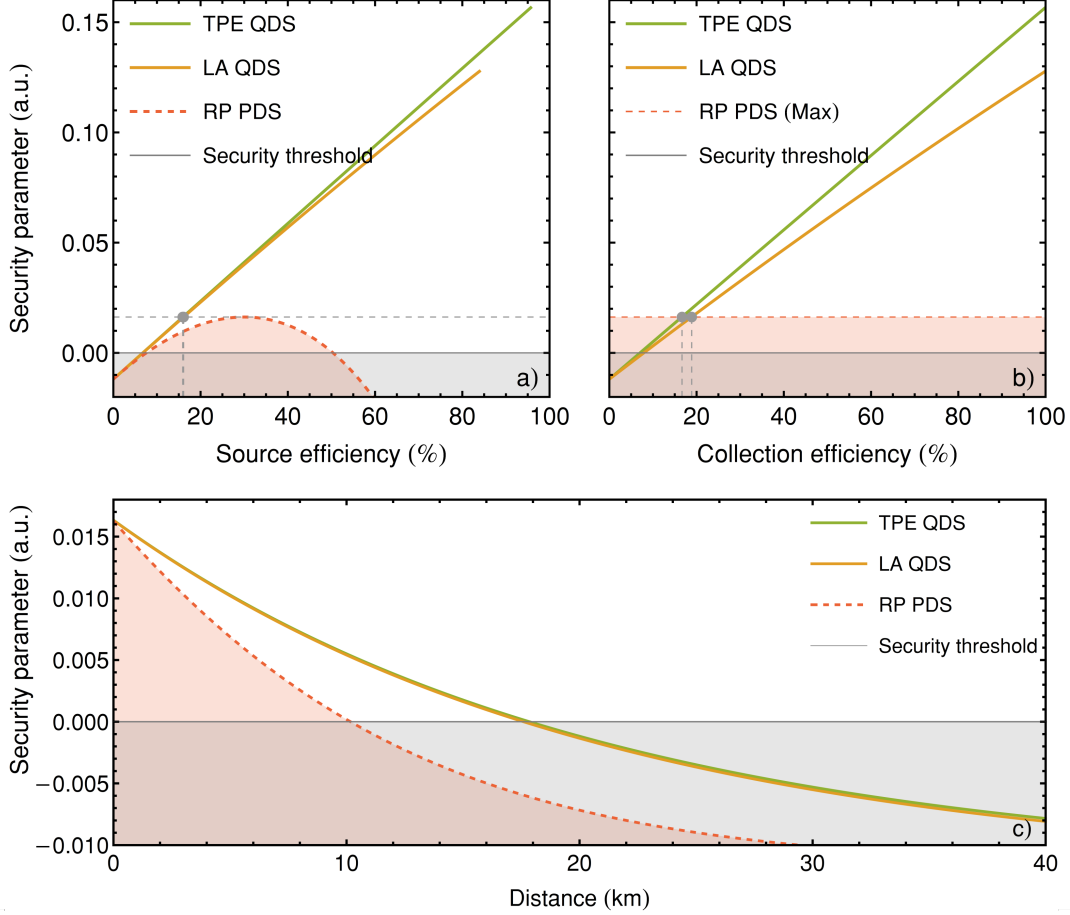 0.15
0.10
0.05
0.00
Security parameter (a.u.)
TPE QDS
LA QDS
RP PDS
Security threshold
a)
0 20 40 60 80 100
Source efficiency (%)
TPE QDS
LA QDS
RP PDS (Max)
Security threshold
b)
0 20 40 60 80 100
Collection efficiency (%)
0.015
0.010
0.005
0.000
−0.005
−0.010
Security parameter (a.u.)
TPE QDS
LA QDS
RP PDS
Security threshold
c)
0 10 20 30 40
Distance (km)